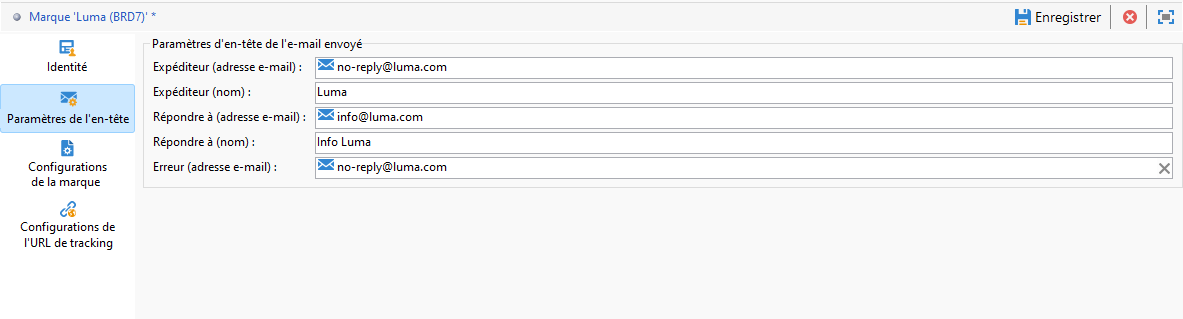 Marque 'Luma (BRD7)' *
Enregistrer
Identité
Paramètres de l'en-tête
Configurations
de la marque
Configurations de
l'URL de tracking
Paramètres d'en-tête de l'e-mail envoyé
Expéditeur (adresse e-mail) : no-reply@luma.com
Expéditeur (nom) : Luma
Répondre à (adresse e-mail) : info@luma.com
Répondre à (nom) : Info Luma
Erreur (adresse e-mail) : no-reply@luma.com